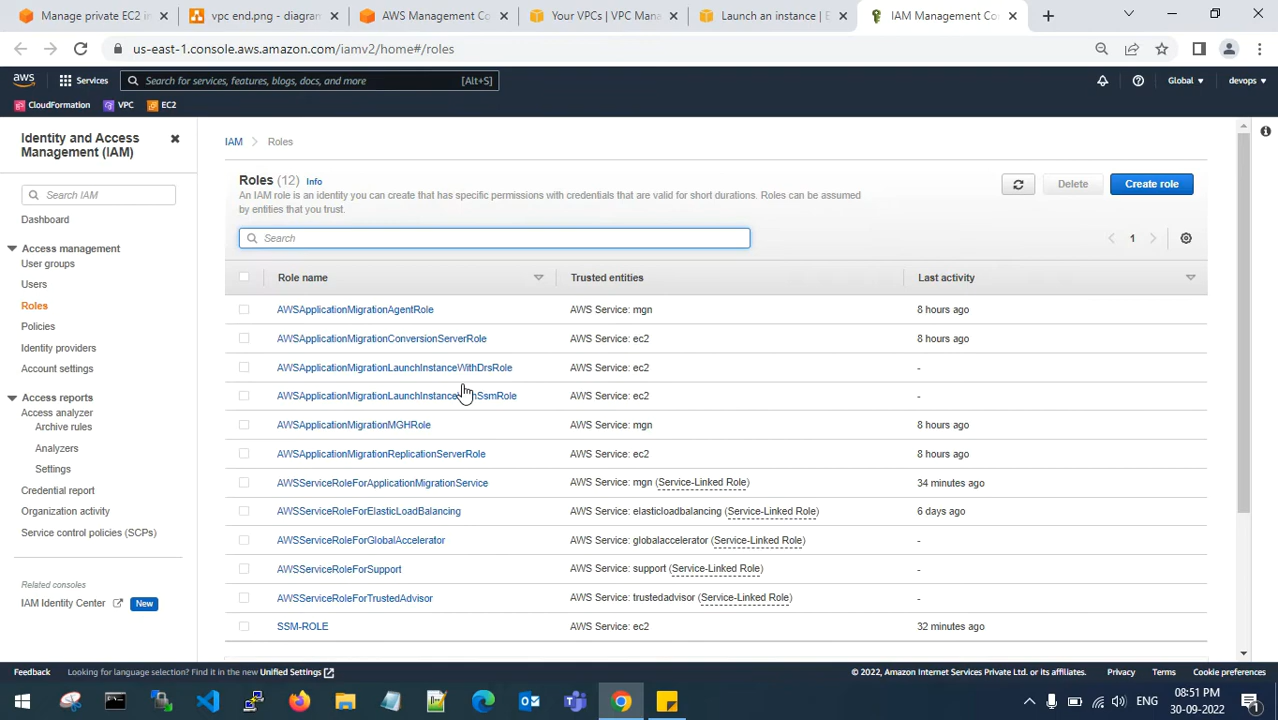 Manage private EC2 in
vpc end.png - diagram
AWS Management Co
Your VPCs | VPC Man
Launch an instance | E
IAM Management Co
us-east-1.console.aws.amazon.com/iamv2/home#/roles
aws
Services
Search for services, features, blogs, docs, and more
[Alt+S]
Global
devops
CloudFormation
VPC
EC2
Identity and Access
Management (IAM)
Search IAM
Dashboard
Access management
User groups
Users
Roles
Policies
Identity providers
Account settings
Access reports
Access analyzer
Archive rules
Analyzers
Settings
Credential report
Organization activity
Service control policies (SCPs)
Related consoles
IAM Identity Center
New
IAM > Roles
Roles (12) Info
An IAM role is an identity you can create that has specific permissions with credentials that are valid for short durations. Roles can be assumed
by entities that you trust.
Delete
Create role
Search
1
Role name Trusted entities Last activity
AWSApplicationMigrationAgentRole AWS Service: mgn 8 hours ago
AWSApplicationMigrationConversionServerRole AWS Service: ec2 8 hours ago
AWSApplicationMigrationLaunchInstanceWithDrsRole AWS Service: ec2 -
AWSApplicationMigrationLaunchInstance SsmRole AWS Service: ec2 -
AWSApplicationMigrationMGHRole AWS Service: mgn 8 hours ago
AWSApplicationMigrationReplicationServerRole AWS Service: ec2 8 hours ago
AWSServiceRoleForApplicationMigrationService AWS Service: mgn (Service-Linked Role) 34 minutes ago
AWSServiceRoleForElasticLoadBalancing AWS Service: elasticloadbalancing (Service-Linked Role) 6 days ago
AWSServiceRoleForGlobalAccelerator AWS Service: globalaccelerator (Service-Linked Role) -
AWSServiceRoleForSupport AWS Service: support (Service-Linked Role) -
AWSServiceRoleForTrustedAdvisor AWS Service: trustedadvisor (Service-Linked Role) -
SSM-ROLE AWS Service: ec2 32 minutes ago
Feedback
Looking for language selection? Find it in the new Unified Settings
© 2022, Amazon Internet Services Private Ltd. or its affiliates.
Privacy
Terms
Cookie preferences
ENG
08:51 PM
30-09-2022
1